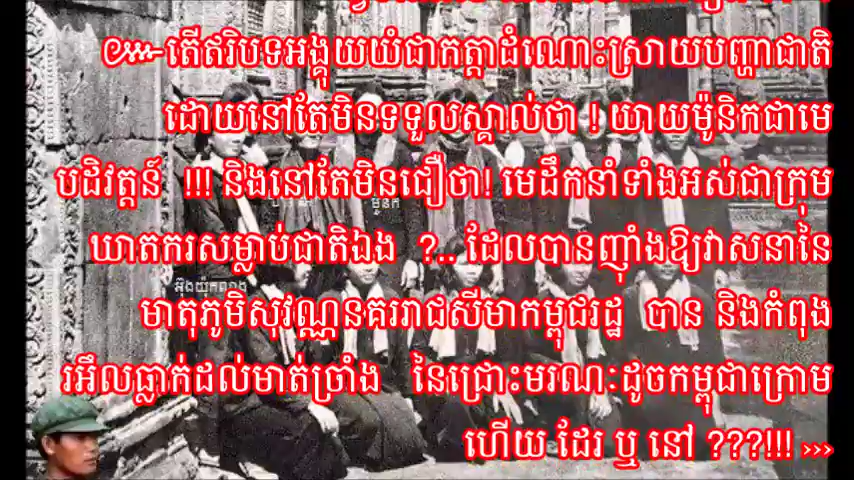 តើឥរិបទអង្គុយយំជាកត្តាដំណោះស្រាយបញ្ហាជាតិ
ដោយនៅតែមិនទទួលស្គាល់ថា ! យាយម៉ូនិកជាមេ
បដិវត្តន៍ !!! និងនៅតែមិនជឿថា! មេដឹកនាំទាំងអស់ជាក្រុម
ឃាតករសម្លាប់ជាតិឯង ?.. ដែលបានញ៉ាំងឱ្យវាសនានៃ
មាតុភូមិសុវណ្ណនគររាជសីមាកម្ពុជរដ្ឋ បាន និងកំពុង
រអឹលធ្លាក់ដល់មាត់ច្រាំង នៃជ្រោះមរណៈដូចកម្ពុជាក្រោម
ហើយ ដែរ ឬ នៅ ???!!! >>>